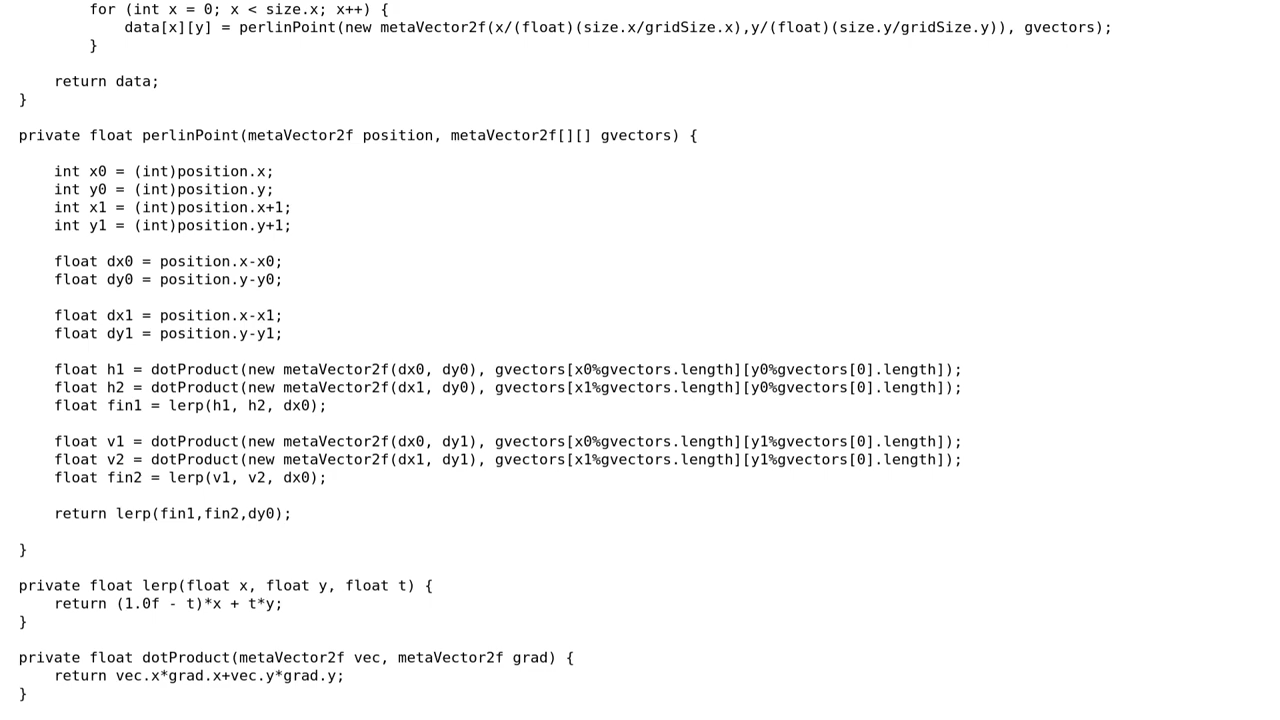 for (int x = 0; x < size.x; x++) {
data[x][y] = perlinPoint(new metaVector2f(x/(float)(size.x/gridSize.x),y/(float)(size.y/gridSize.y)), gvectors);
}
return data;
}
private float perlinPoint(metaVector2f position, metaVector2f[][] gvectors) {
int x0 = (int)position.x;
int y0 = (int)position.y;
int x1 = (int)position.x+1;
int y1 = (int)position.y+1;
float dx0 = position.x-x0;
float dy0 = position.y-y0;
float dx1 = position.x-x1;
float dy1 = position.y-y1;
float h1 = dotProduct(new metaVector2f(dx0, dy0), gvectors[x0%gvectors.length][y0%gvectors[0].length]);
float h2 = dotProduct(new metaVector2f(dx1, dy0), gvectors[x1%gvectors.length][y0%gvectors[0].length]);
float fin1 = lerp(h1, h2, dx0);
float v1 = dotProduct(new metaVector2f(dx0, dy1), gvectors[x0%gvectors.length][y1%gvectors[0].length]);
float v2 = dotProduct(new metaVector2f(dx1, dy1), gvectors[x1%gvectors.length][y1%gvectors[0].length]);
float fin2 = lerp(v1, v2, dx0);
return lerp(fin1,fin2,dy0);
}
private float lerp(float x, float y, float t) {
return (1.0f - t)*x + t*y;
}
private float dotProduct(metaVector2f vec, metaVector2f grad) {
return vec.x*grad.x+vec.y*grad.y;
}